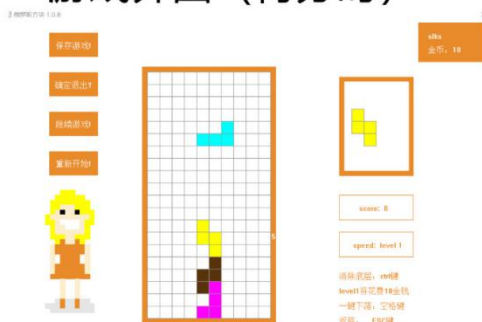 俄罗斯方块-1.0.8
slbs
金币：10
保存游戏!
确定退出?
继续游戏!
重新开始!
score: 0
speed: level 1
消除底层：ctrl键
level1将花费10金钱
一键下落：空格键